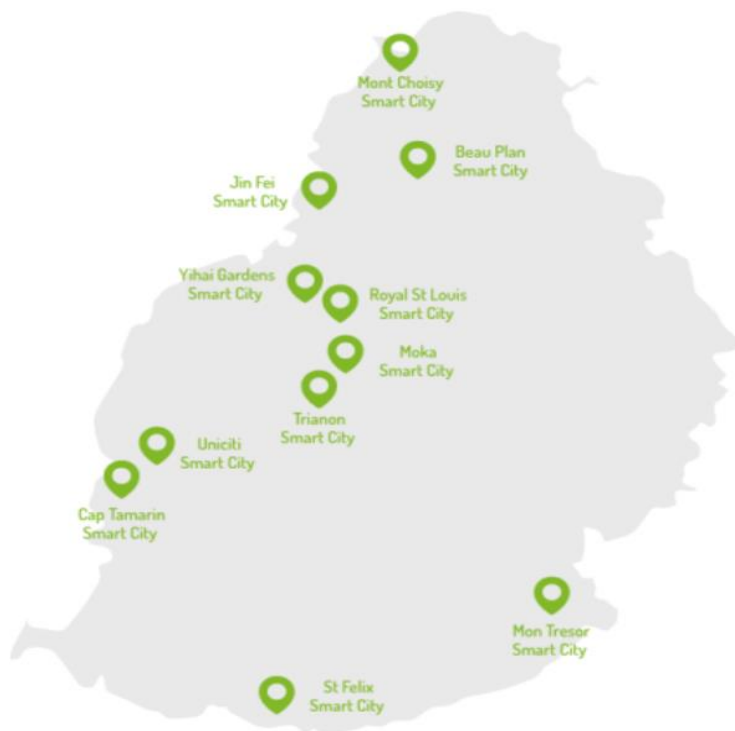 Mont Choisy
Smart City
Beau Plan
Smart City
Jin Fei
Smart City
Yihai Gardens
Smart City
Royal St Louis
Smart City
Moka
Smart City
Trianon
Smart City
Uniciti
Smart City
Cap Tamarin
Smart City
Mon Tresor
Smart City
St Felix
Smart City